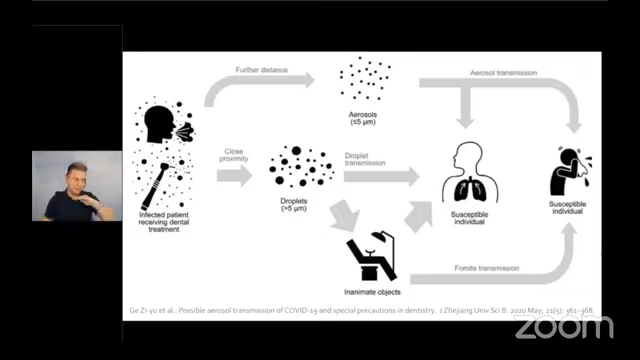 Further distance
Aerosol transmission
Aerosols
(≤5 μm)
Close
proximity
Droplet
transmission
Droplets
(>5 μm)
Infected patient
receiving dental
treatment
Susceptible
individual
Susceptible
individual
Inanimate objects
Fomite transmission
Ge Zi-yu et al.: Possible aerosol transmission of COVID-19 and special precautions in dentistry. J Zhejiang Univ Sci B. 2020 May; 21(5): 361–368.
zoom